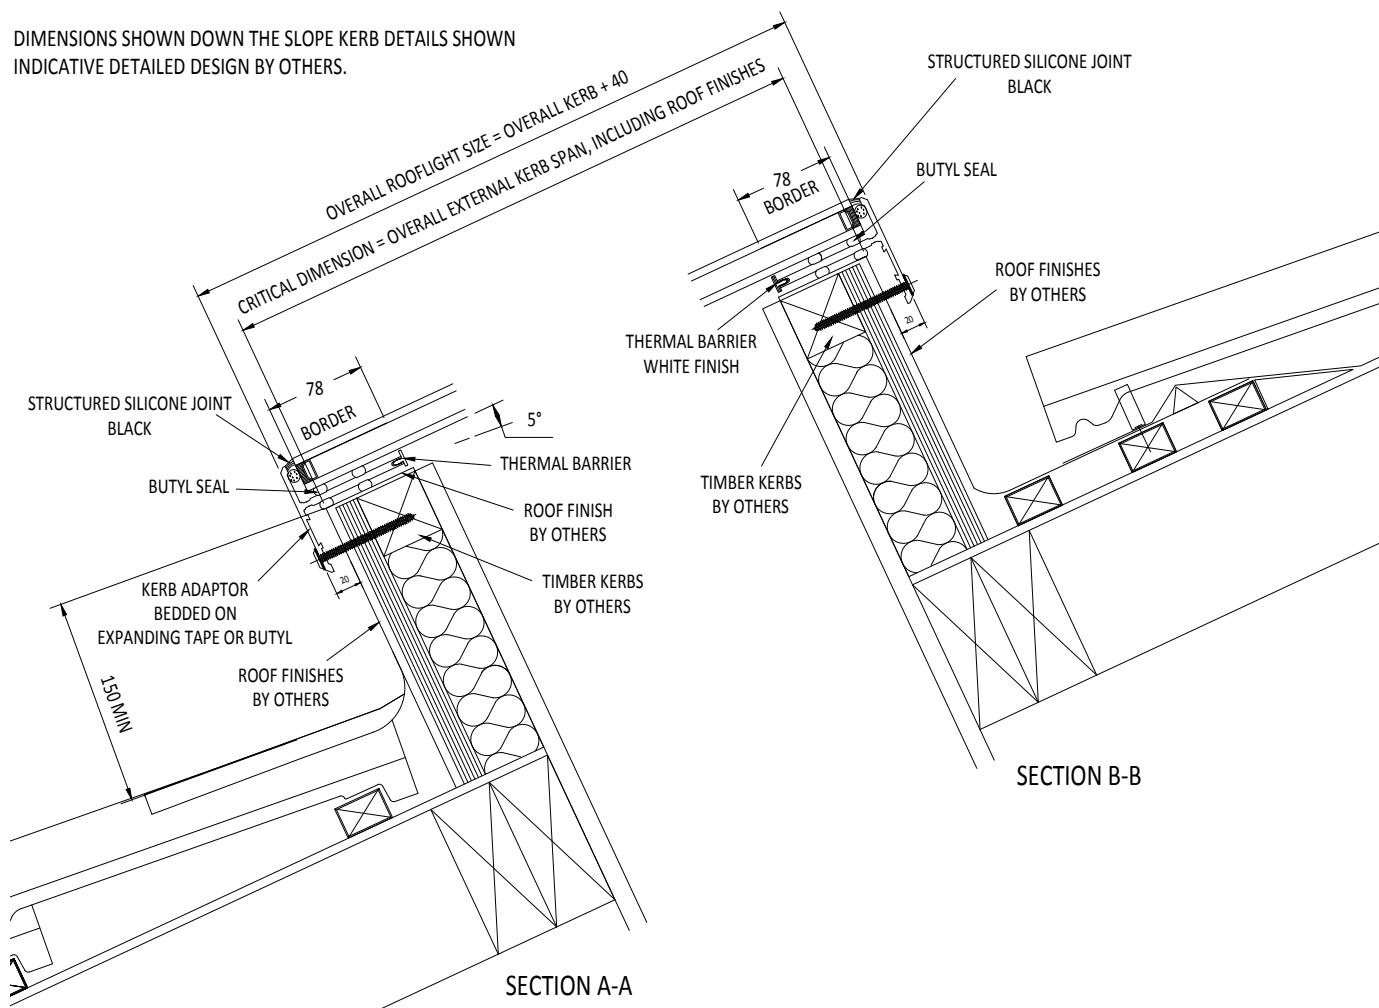 DIMENSIONS SHOWN DOWN THE SLOPE KERB DETAILS SHOWN
INDICATIVE DETAILED DESIGN BY OTHERS.
OVERALL ROOFLIGHT SIZE = OVERALL KERB + 40
CRITICAL DIMENSION = OVERALL EXTERNAL KERB SPAN, INCLUDING ROOF FINISHES
STRUCTURED SILICONE JOINT
BLACK
78
BORDER
BUTYL SEAL
ROOF FINISHES
BY OTHERS
20
THERMAL BARRIER
WHITE FINISH
TIMBER KERBS
BY OTHERS
SECTION B-B
78
BORDER
STRUCTURED SILICONE JOINT
BLACK
5°
THERMAL BARRIER
BUTYL SEAL
ROOF FINISH
BY OTHERS
TIMBER KERBS
BY OTHERS
20
KERB ADAPTOR
BEDDED ON
EXPANDING TAPE OR BUTYL
ROOF FINISHES
BY OTHERS
150 MIN
SECTION A-A